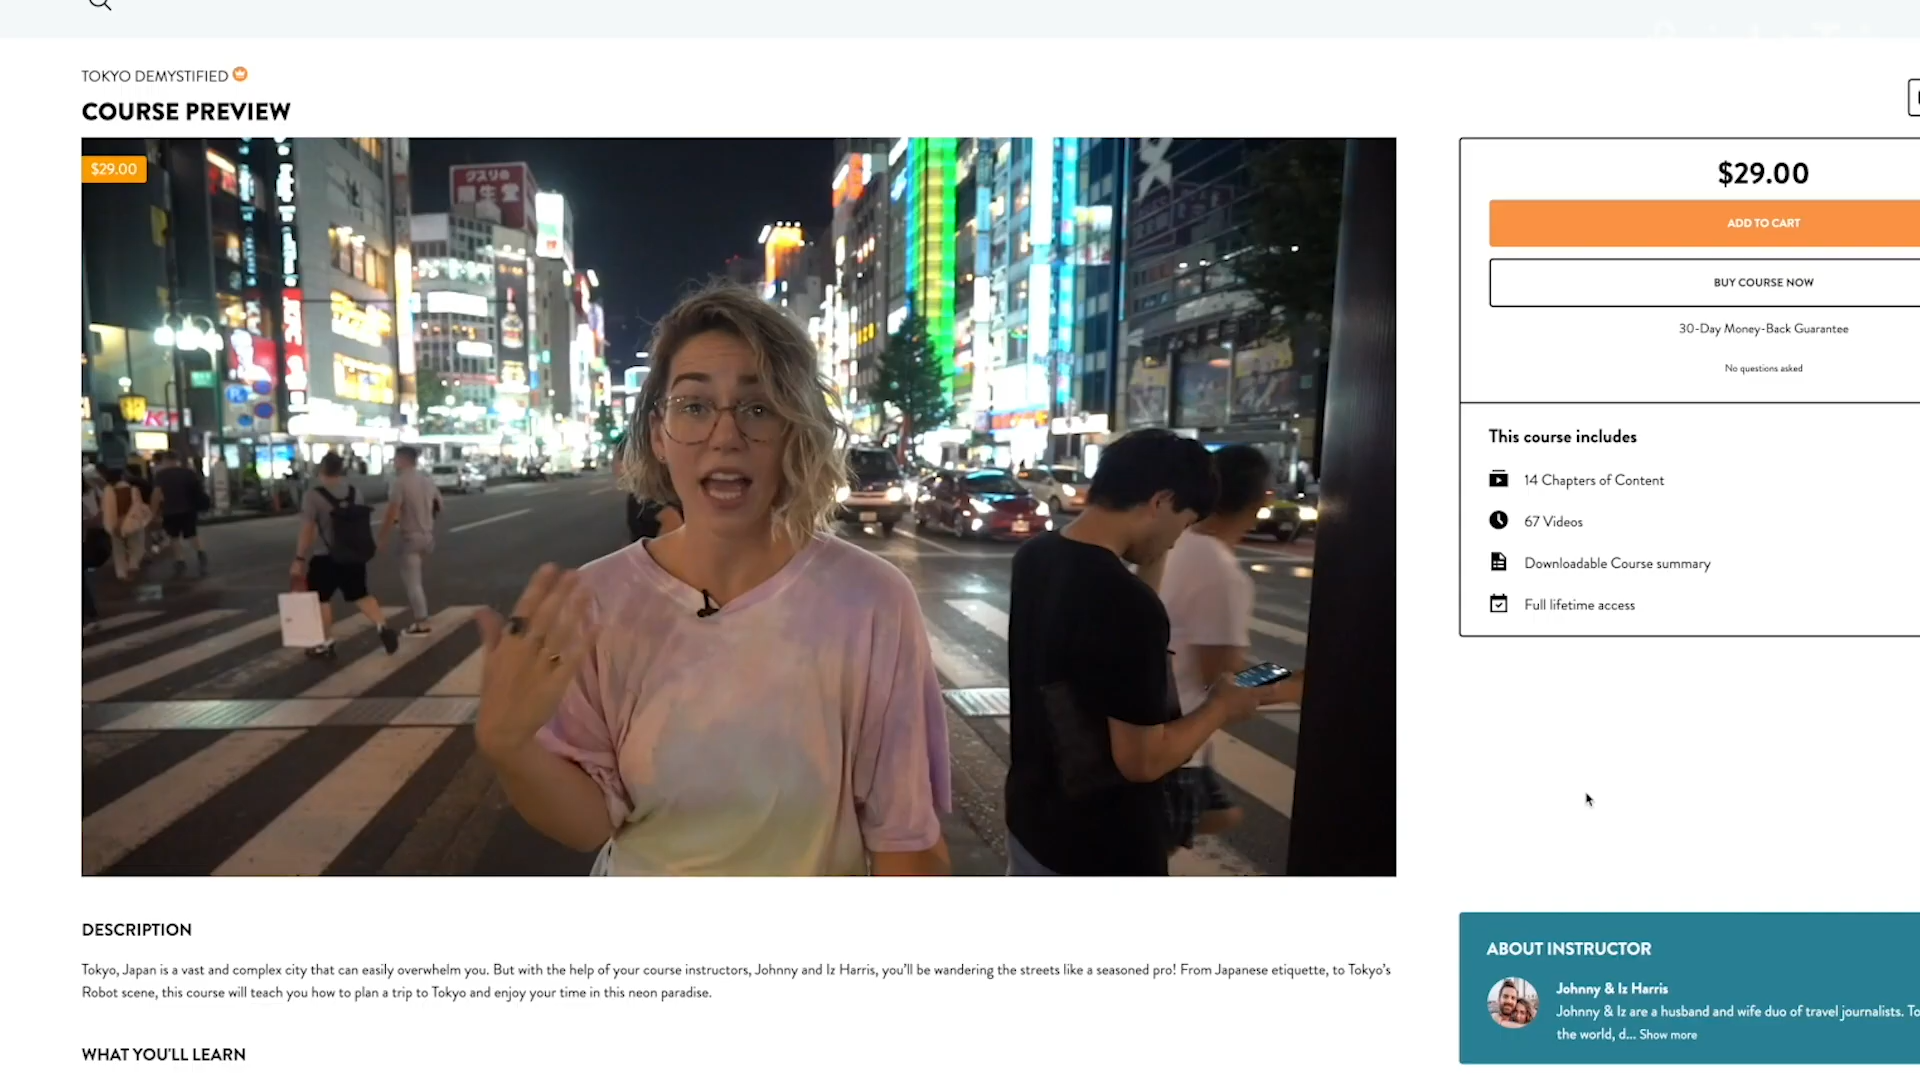 TOKYO DEMYSTIFIED
COURSE PREVIEW
$29.00
クスリの
$29.00
ADD TO CART
BUY COURSE NOW
30-Day Money-Back Guarantee
No questions asked
This course includes
14 Chapters of Content
67 Videos
Downloadable Course summary
Full lifetime access
DESCRIPTION
Tokyo, Japan is a vast and complex city that can easily overwhelm you. But with the help of your course instructors, Johnny and Iz Harris, you'll be wandering the streets like a seasoned pro! From Japanese etiquette, to Tokyo's
Robot scene, this course will teach you how to plan a trip to Tokyo and enjoy your time in this neon paradise.
WHAT YOU'LL LEARN
ABOUT INSTRUCTOR
Johnny & Iz Harris
Johnny & Iz are a husband and wife duo of travel journalists. To
the world, d... Show more